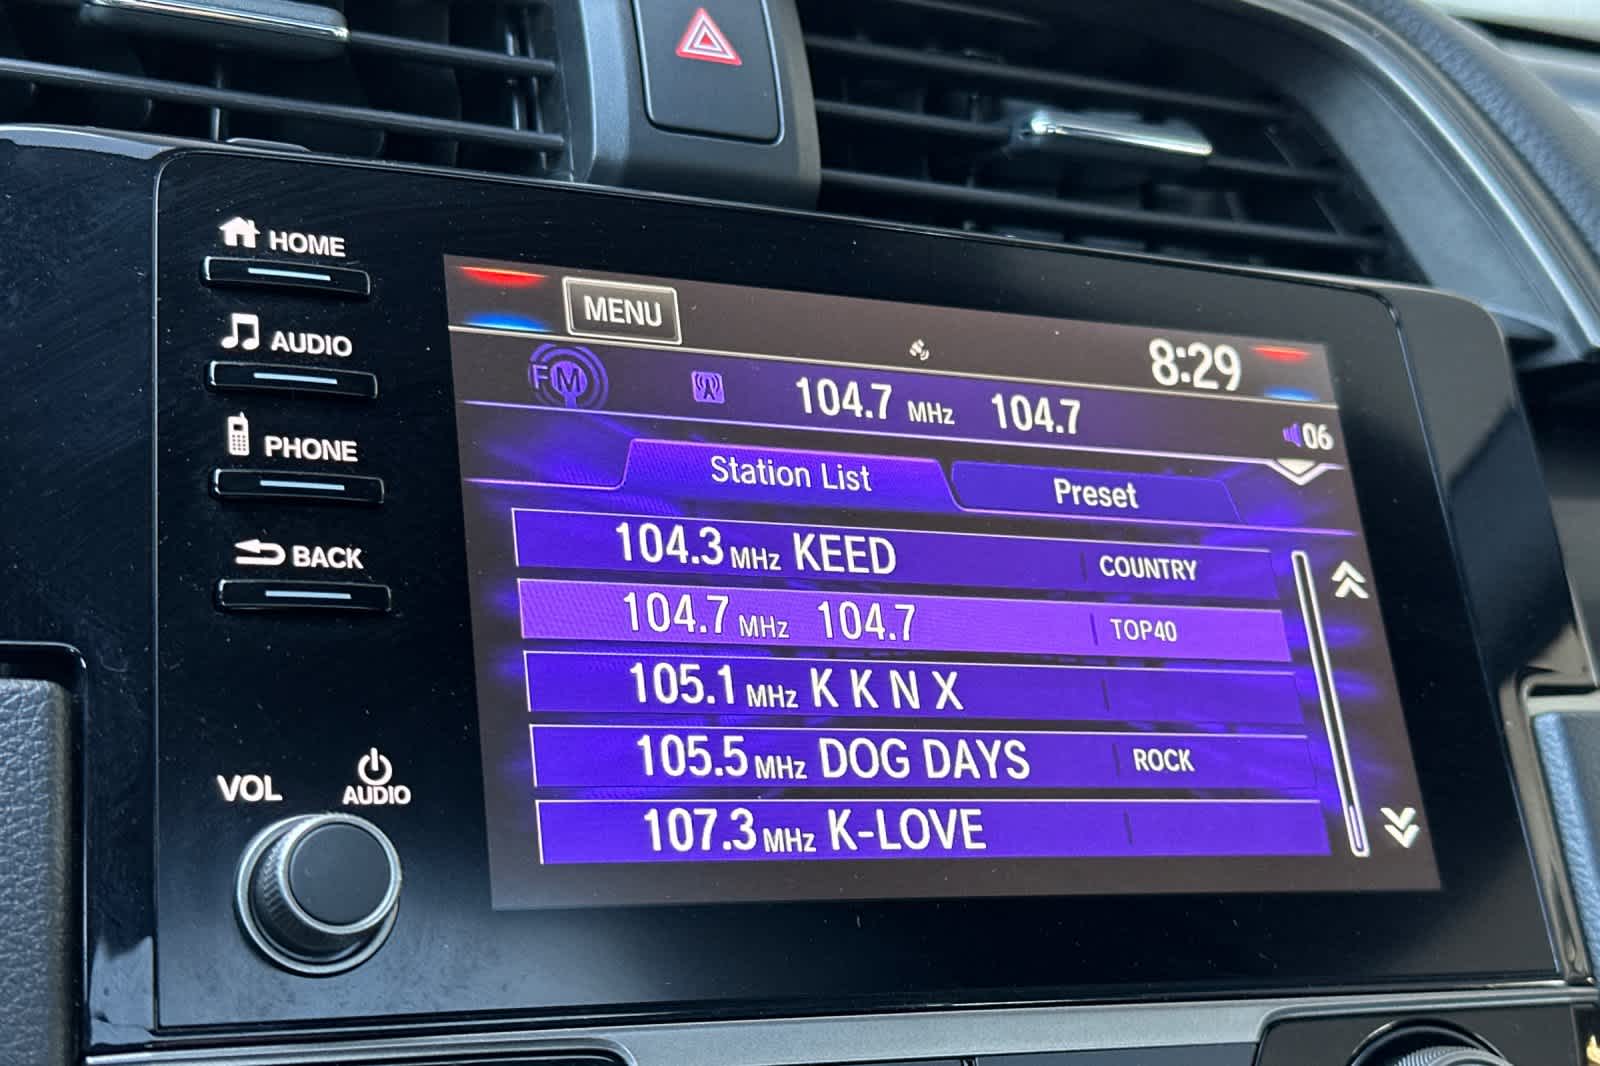 HOME
AUDIO
PHONE
BACK
VOL
AUDIO
MENU
8:29
FM
104.7 MHz 104.7
06
Station List
Preset
104.3 MHz KEED COUNTRY
104.7 MHz 104.7 TOP40
105.1 MHz K K N X
105.5 MHz DOG DAYS ROCK
107.3 MHz K-LOVE